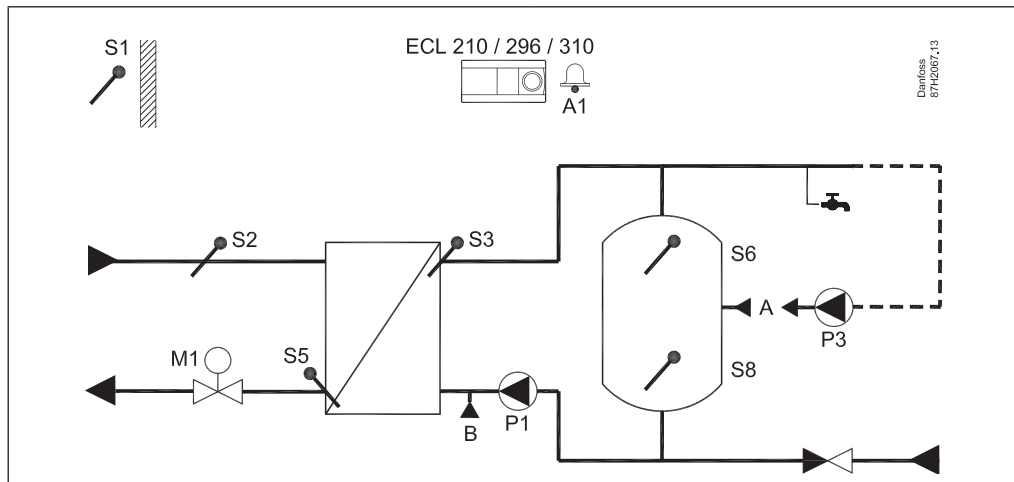 S1
ECL 210 / 296 / 310
A1
Danfoss
87H2067.13
S2
S3
S6
A
P3
M1
S5
S8
B
P1